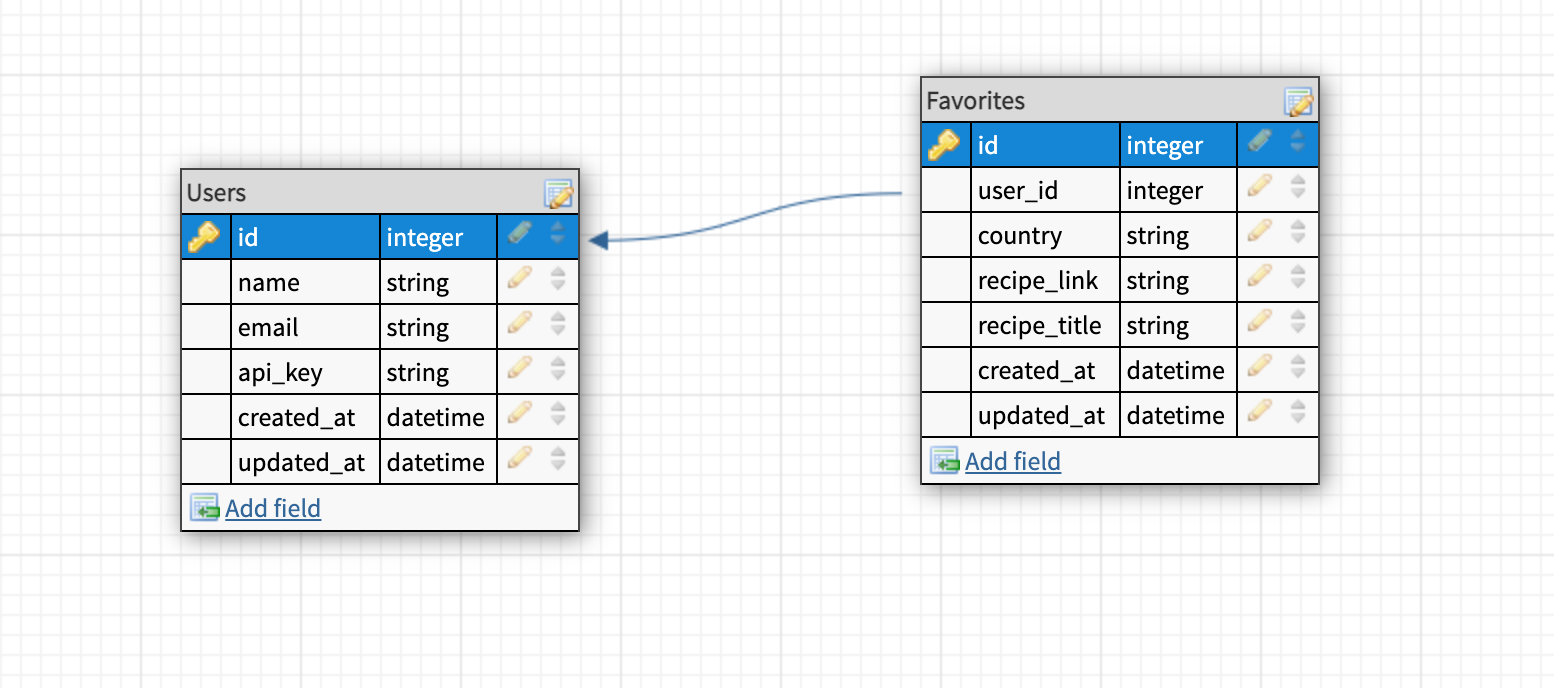 Users
id integer
name string
email string
api_key string
created_at datetime
updated_at datetime
Add field
Favorites
id integer
user_id integer
country string
recipe_link string
recipe_title string
created_at datetime
updated_at datetime
Add field